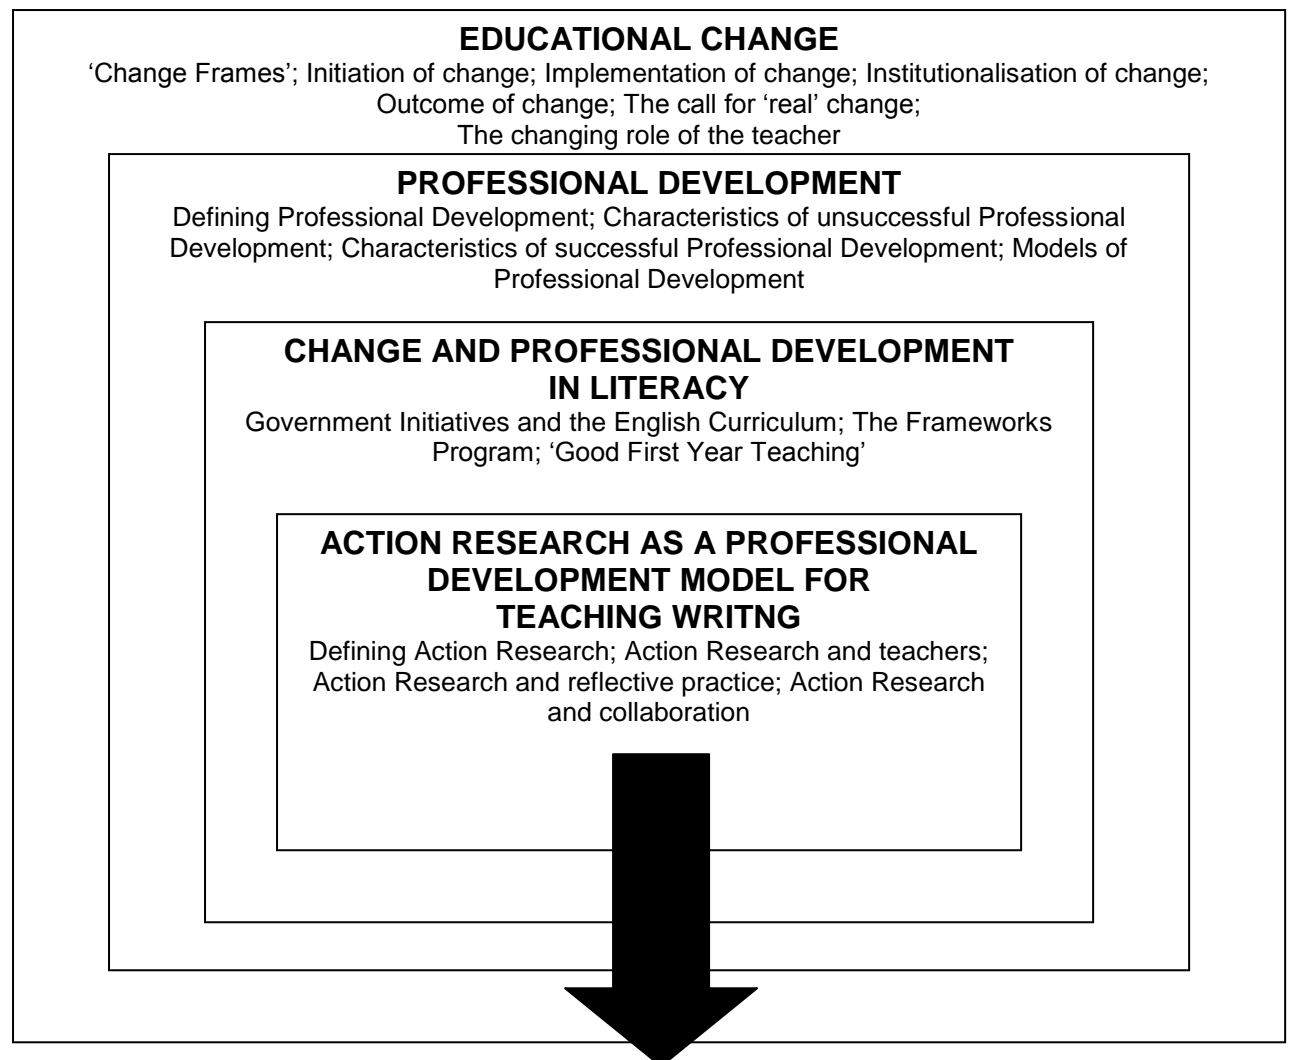 EDUCATIONAL CHANGE
‘Change Frames’; Initiation of change; Implementation of change; Institutionalisation of change;
Outcome of change; The call for ‘real’ change;
The changing role of the teacher
PROFESSIONAL DEVELOPMENT
Defining Professional Development; Characteristics of unsuccessful Professional
Development; Characteristics of successful Professional Development; Models of
Professional Development
CHANGE AND PROFESSIONAL DEVELOPMENT
IN LITERACY
Government Initiatives and the English Curriculum; The Frameworks
Program; ‘Good First Year Teaching’
ACTION RESEARCH AS A PROFESSIONAL
DEVELOPMENT MODEL FOR
TEACHING WRITNG
Defining Action Research; Action Research and teachers;
Action Research and reflective practice; Action Research
and collaboration